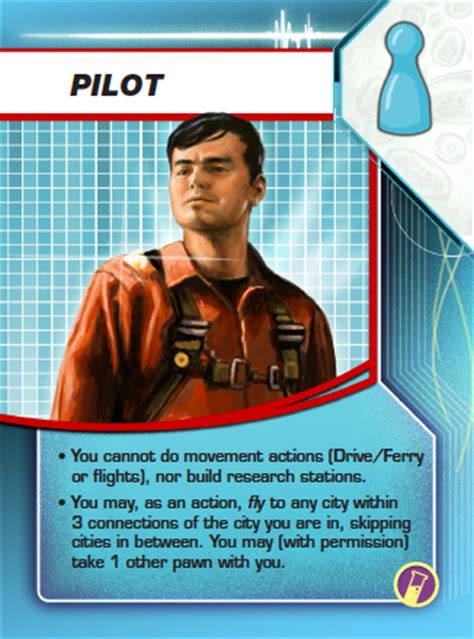 PILOT
• You cannot do movement actions (Drive/Ferry
or flights), nor build research stations.
• You may, as an action, fly to any city within
3 connections of the city you are in, skipping
cities in between. You may (with permission)
take 1 other pawn with you.